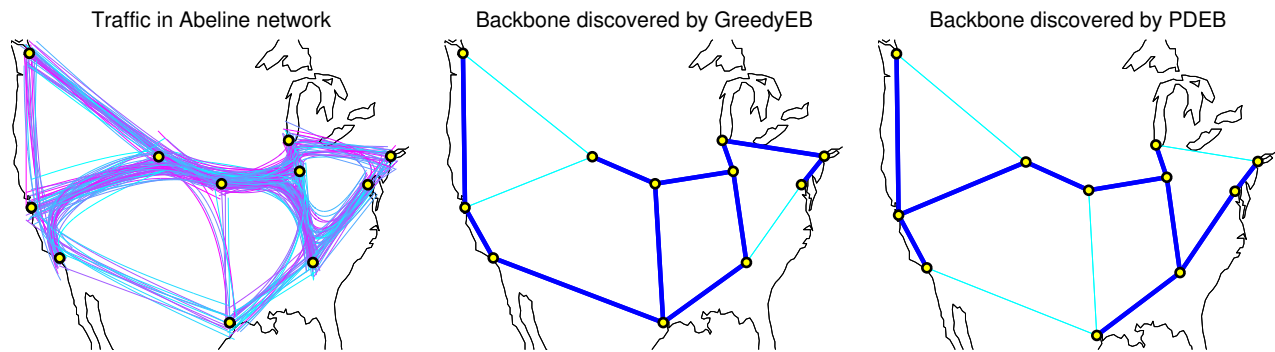 Traffic in Abeline network
Backbone discovered by GreedyEB
Backbone discovered by PDEB